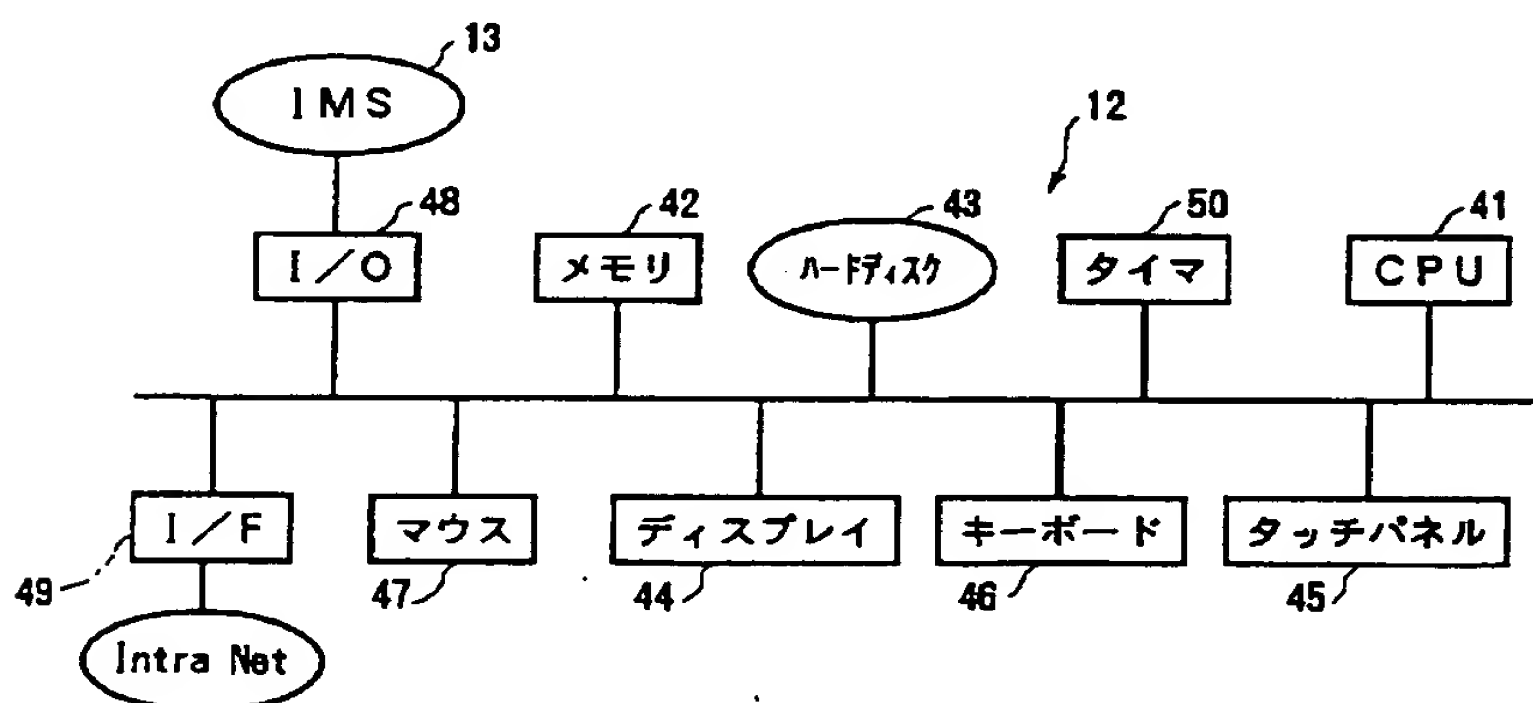 13
IMS
12
48
42
43
50
41
I/O
メモリ
ハードディスク
タイマ
CPU
I/F
マウス
ディスプレイ
キーボード
タッチパネル
49
47
44
46
45
Intra Net